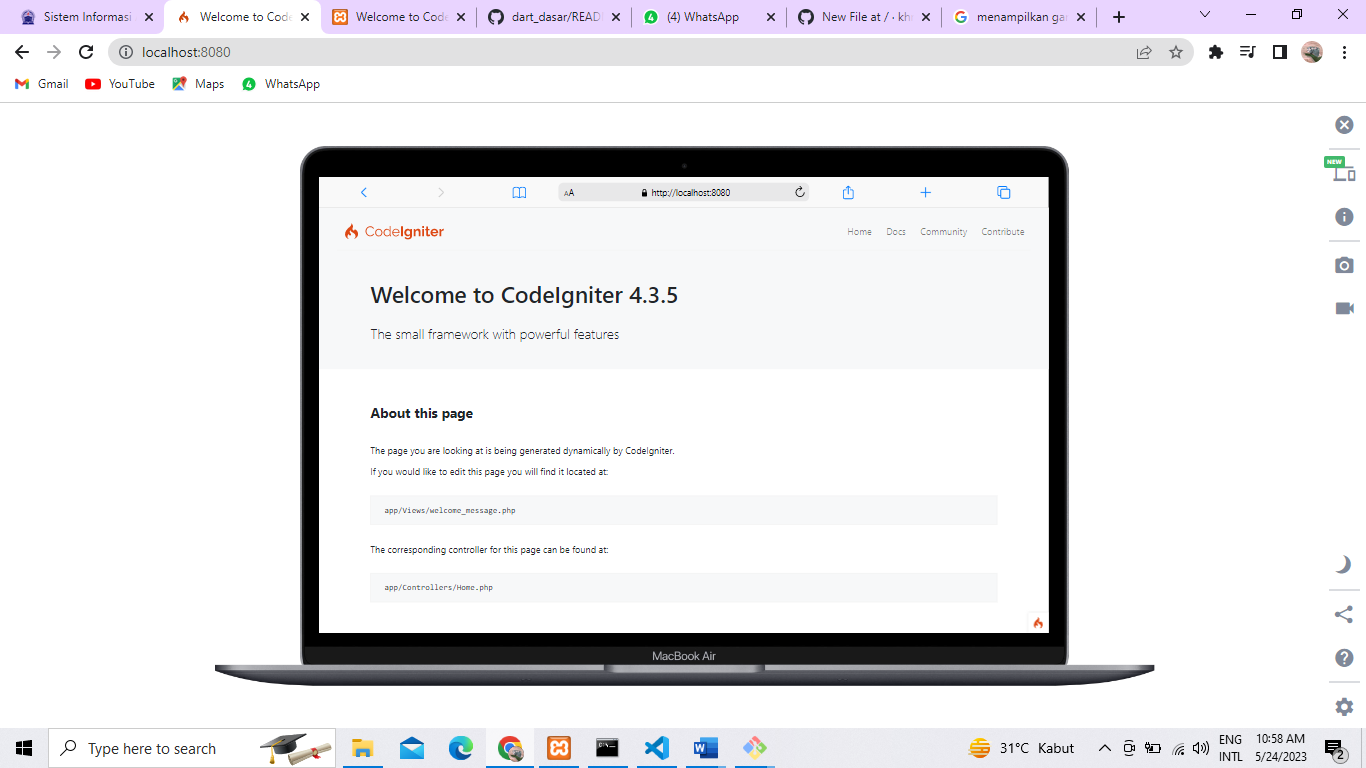 Sistem Informasi
Welcome to Code
Welcome to Code
dart_dasar/READ
(4) WhatsApp
New File at / · kh
menampilkan ga
localhost:8080
Gmail
YouTube
Maps
WhatsApp
NEW
AA
http://localhost:8080
CodeIgniter
Home
Docs
Community
Contribute
Welcome to CodeIgniter 4.3.5
The small framework with powerful features
About this page
The page you are looking at is being generated dynamically by CodeIgniter.
If you would like to edit this page you will find it located at:
app/Views/welcome_message.php
The corresponding controller for this page can be found at:
app/Controllers/Home.php
MacBook Air
Type here to search
31°C Kabut
ENG
INTL
10:58 AM
5/24/2023
2